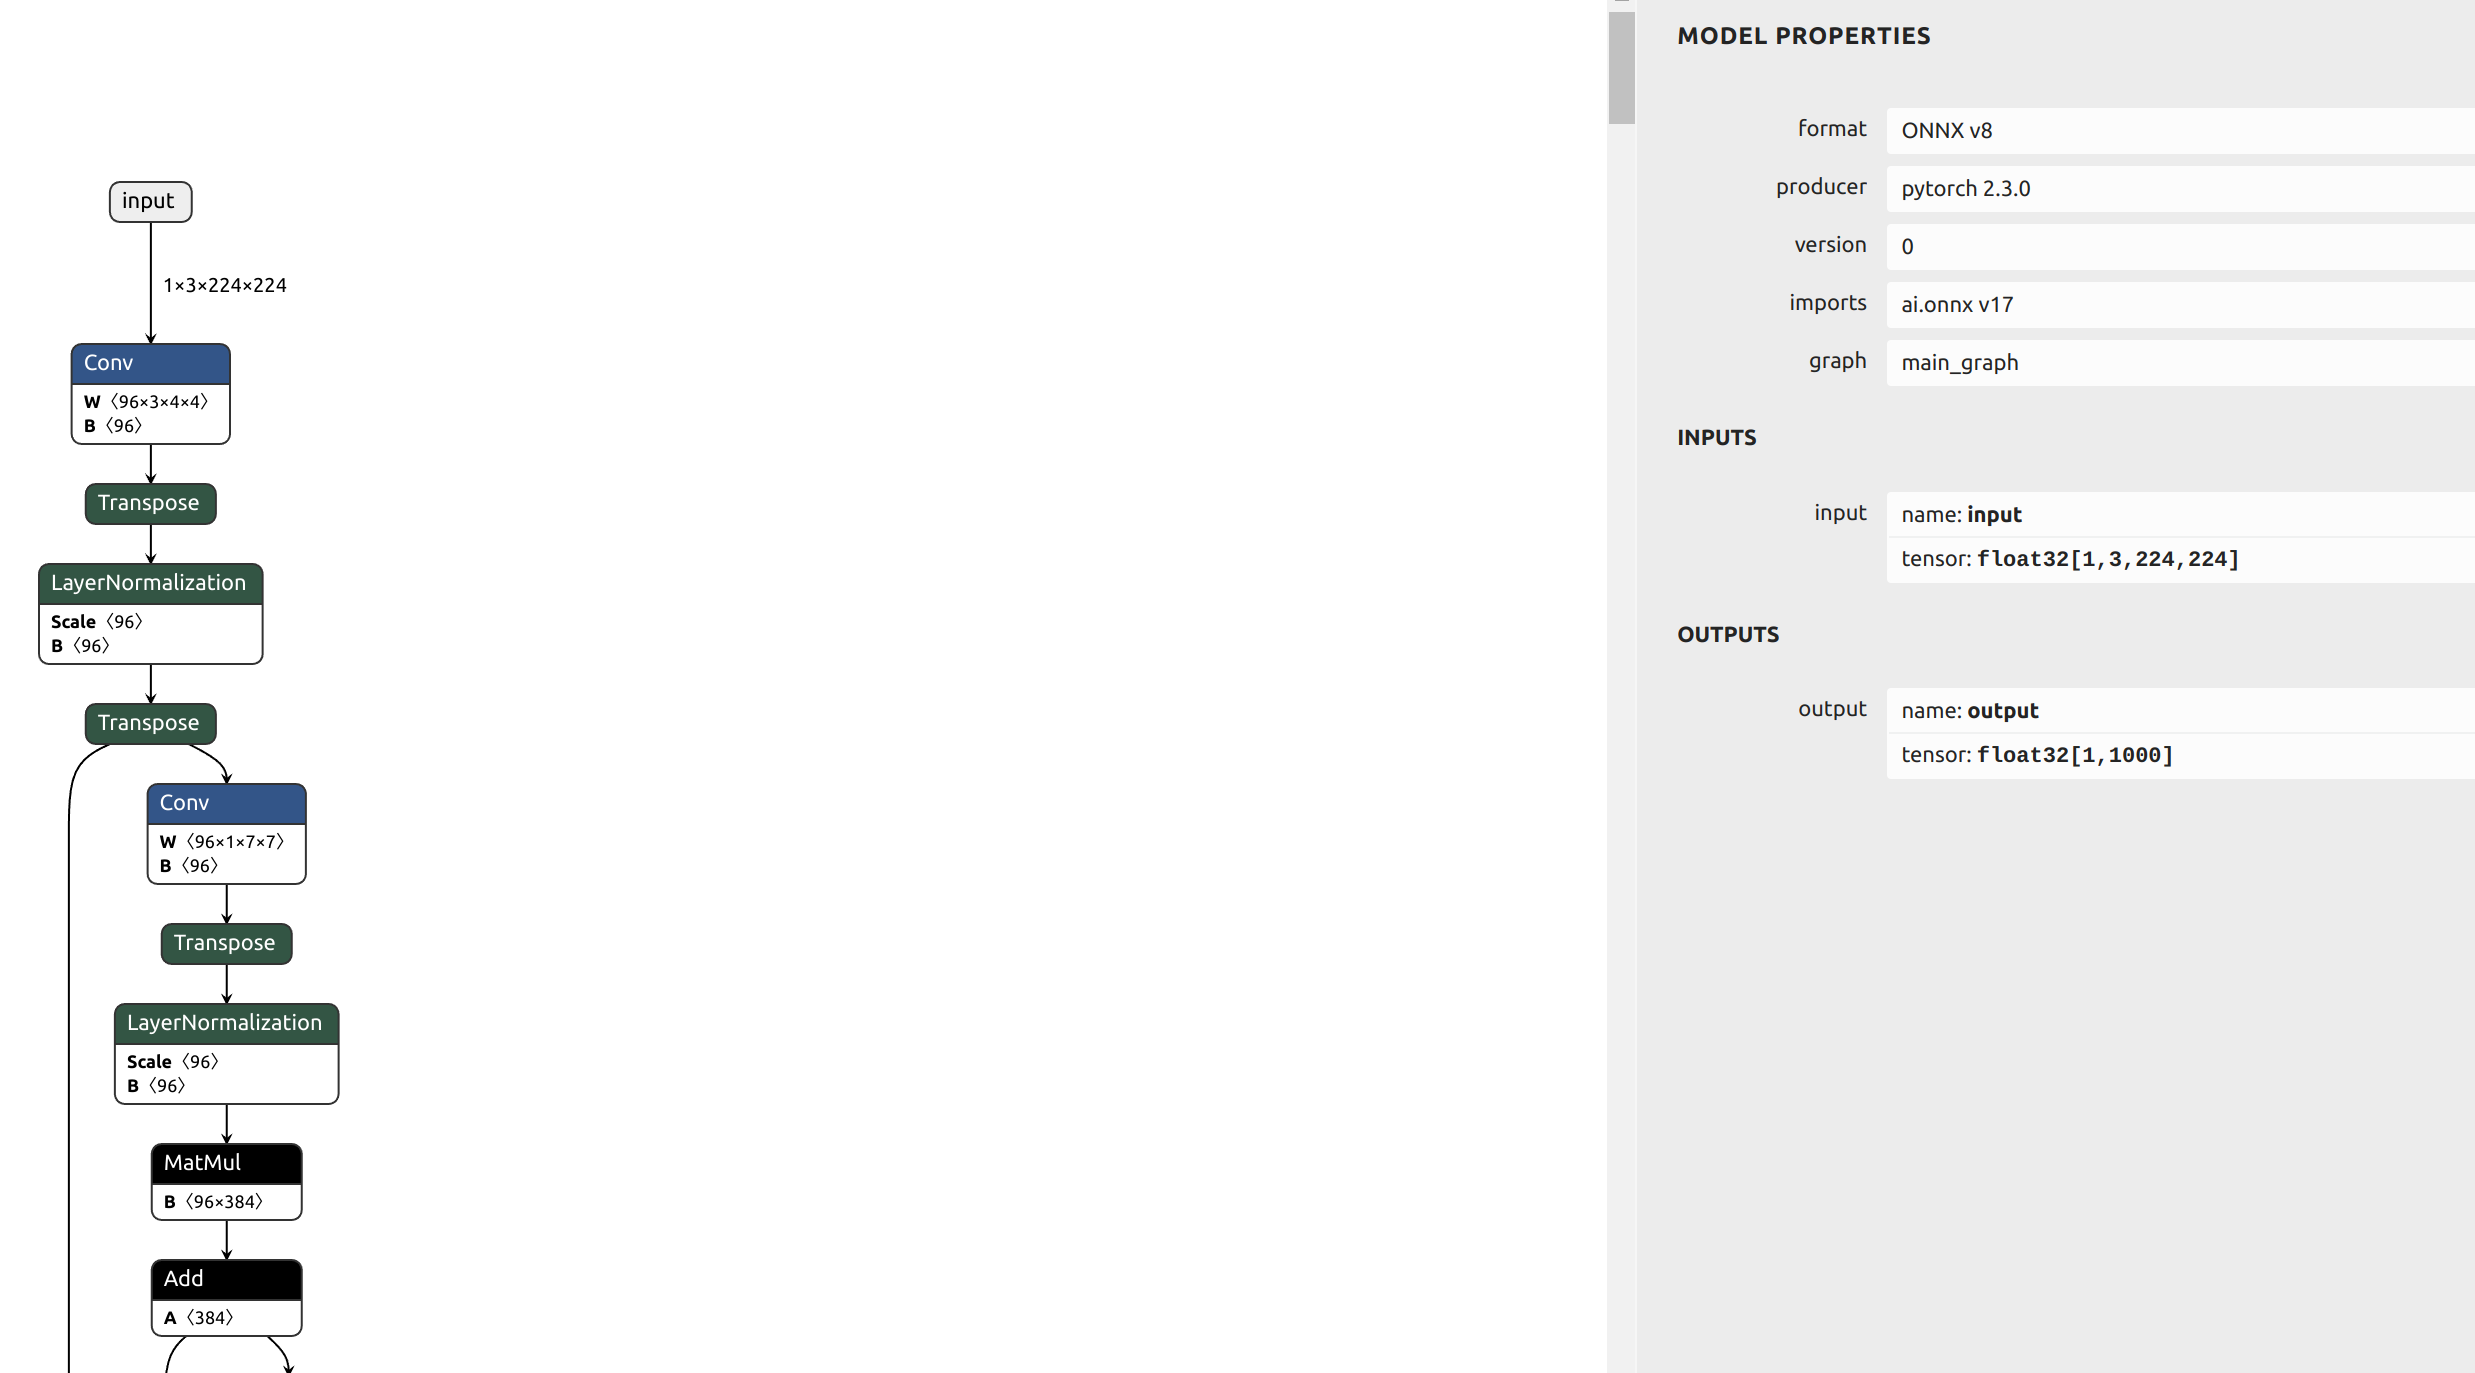 input
1×3×224×224
Conv
W 〈96×3×4×4〉
B 〈96〉
Transpose
LayerNormalization
Scale 〈96〉
B 〈96〉
Transpose
Conv
W 〈96×1×7×7〉
B 〈96〉
Transpose
LayerNormalization
Scale 〈96〉
B 〈96〉
MatMul
B 〈96×384〉
Add
A 〈384〉
MODEL PROPERTIES
format ONNX v8
producer pytorch 2.3.0
version 0
imports ai.onnx v17
graph main_graph
INPUTS
input name: input
tensor: float32[1,3,224,224]
OUTPUTS
output name: output
tensor: float32[1,1000]